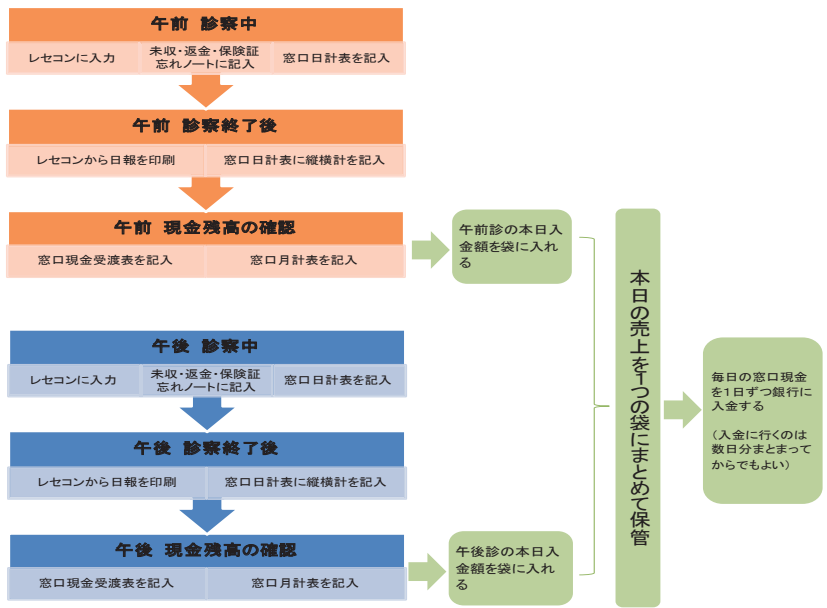 午前 診察中
レセコンに入力
未収・返金・保険証
忘れノートに記入
窓口日計表を記入
午前 診察終了後
レセコンから日報を印刷
窓口日計表に縦横計を記入
午前 現金残高の確認
窓口現金受渡表を記入
窓口月計表を記入
午前診の本日入
金額を袋に入れ
る
午後 診察中
レセコンに入力
未収・返金・保険証
忘れノートに記入
窓口日計表を記入
午後 診察終了後
レセコンから日報を印刷
窓口日計表に縦横計を記入
午後 現金残高の確認
窓口現金受渡表を記入
窓口月計表を記入
午後診の本日入
金額を袋に入れ
る
本日の売上を1つの袋にまとめて保管
毎日の窓口現金
を1日ずつ銀行に
入金する
（入金に行くのは
数日分まとまって
からでもよい）